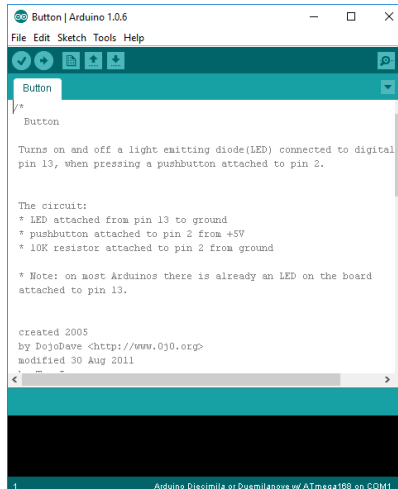 Button | Arduino 1.0.6
File Edit Sketch Tools Help
Button
/*
Button
Turns on and off a light emitting diode(LED) connected to digital
pin 13, when pressing a pushbutton attached to pin 2.
The circuit:
* LED attached from pin 13 to ground
* pushbutton attached to pin 2 from +5V
* 10K resistor attached to pin 2 from ground
* Note: on most Arduinos there is already an LED on the board
attached to pin 13.
created 2005
by DojoDave <http://www.0j0.org>
modified 30 Aug 2011
1
Arduino Diecimila or Duemilanove w/ ATmega168 on COM1